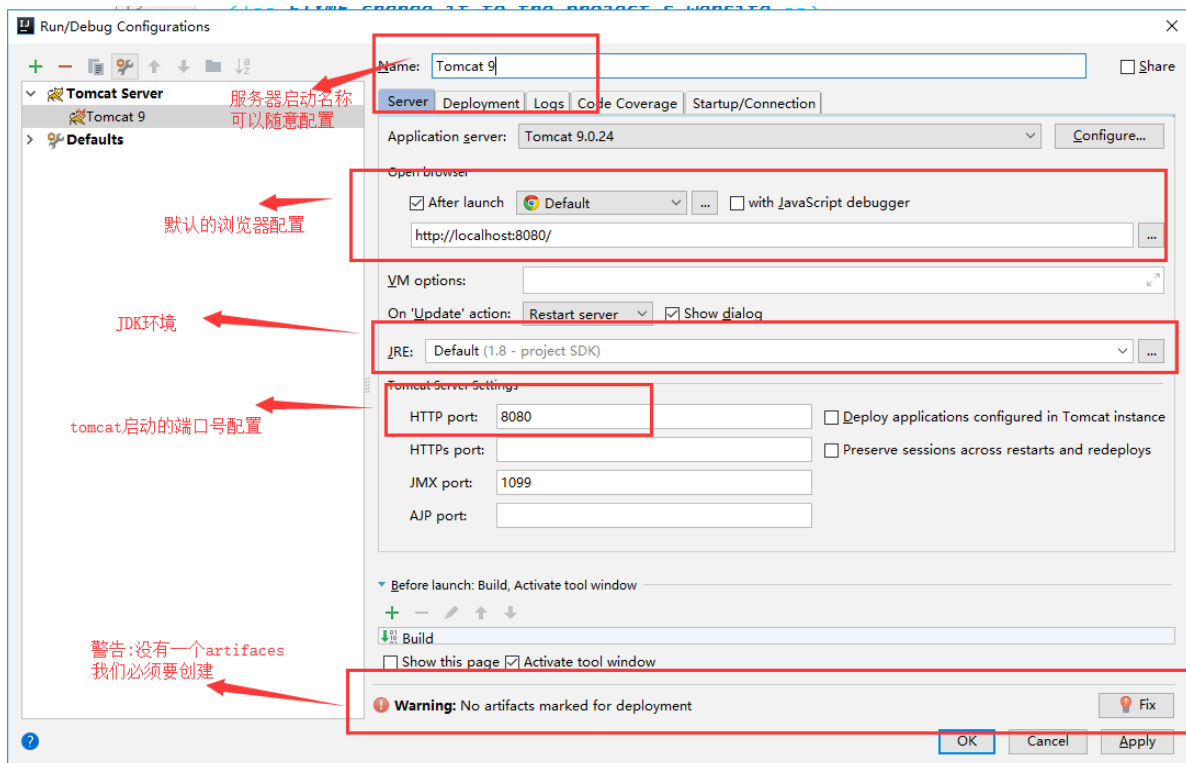 Run/Debug Configurations
Name: Tomcat 9
Share
Tomcat Server
Tomcat 9
Defaults
服务器启动名称
可以随意配置
Server Deployment Logs Code Coverage Startup/Connection
Application server: Tomcat 9.0.24 Configure...
Open browser
After launch Default ... with JavaScript debugger
http://localhost:8080/ ...
默认的浏览器配置
VM options:
On 'Update' action: Restart server Show dialog
JDK环境
JRE: Default (1.8 - project SDK) ...
Tomcat Server Settings
HTTP port: 8080 Deploy applications configured in Tomcat instance
tomcat启动的端口号配置
HTTPs port: Preserve sessions across restarts and redeploys
JMX port: 1099
AJP port:
Before launch: Build, Activate tool window
Build
Show this page Activate tool window
警告:没有一个artifaces
我们必须要创建
Warning: No artifacts marked for deployment Fix
OK Cancel Apply